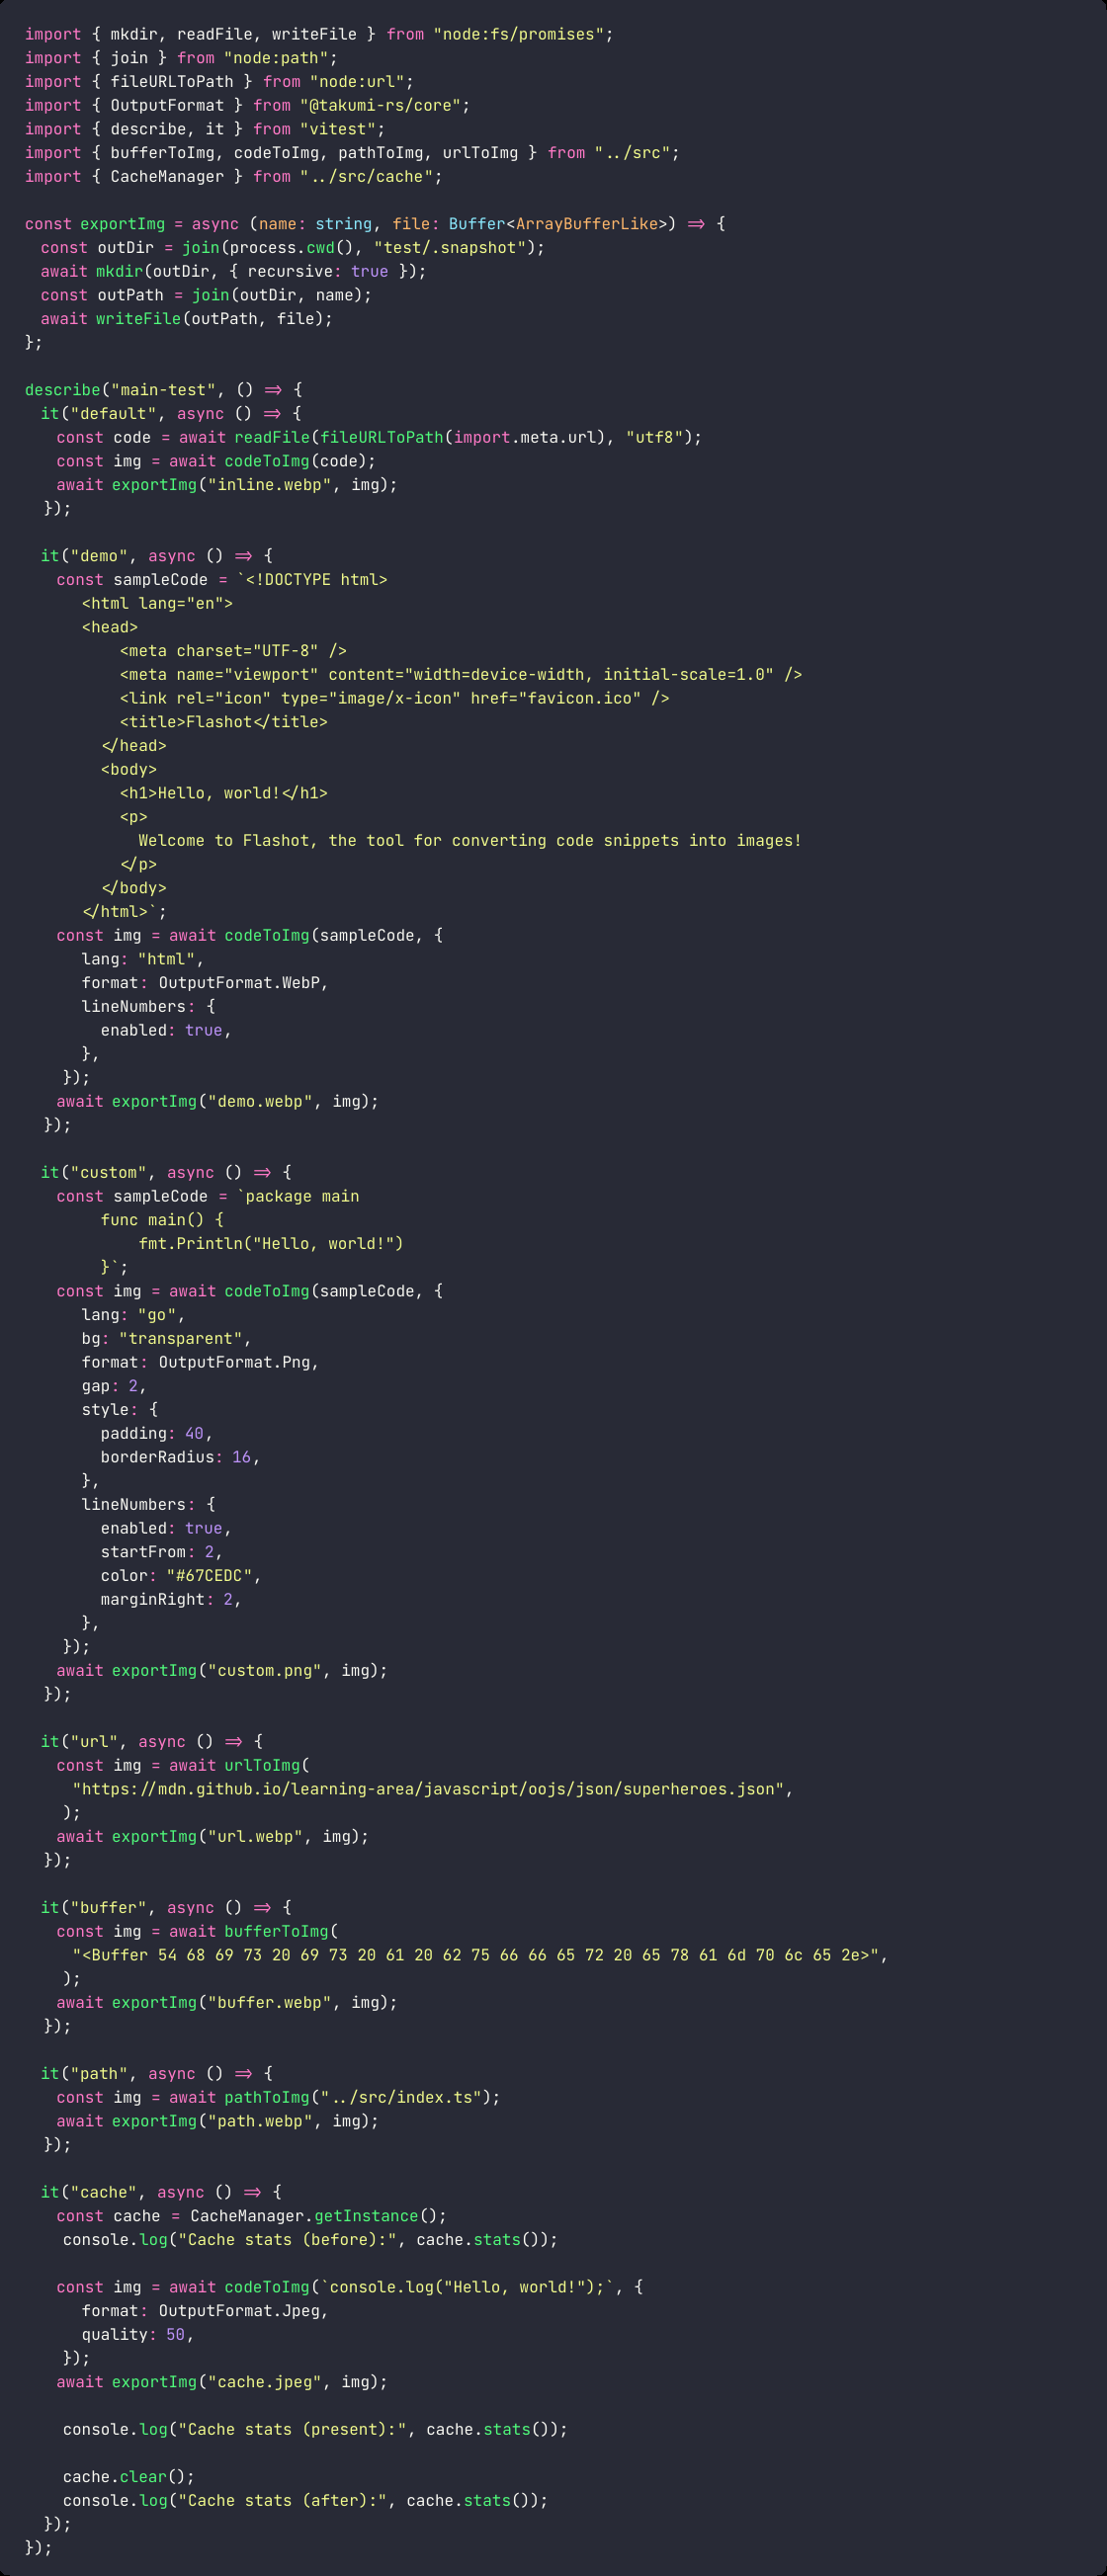 import { mkdir, readFile, writeFile } from "node:fs/promises";
import { join } from "node:path";
import { fileURLToPath } from "node:url";
import { OutputFormat } from "@takumi-rs/core";
import { describe, it } from "vitest";
import { bufferToImg, codeToImg, pathToImg, urlToImg } from "../src";
import { CacheManager } from "../src/cache";

const exportImg = async (name: string, file: Buffer<ArrayBufferLike>) => {
  const outDir = join(process.cwd(), "test/.snapshot");
  await mkdir(outDir, { recursive: true });
  const outPath = join(outDir, name);
  await writeFile(outPath, file);
};

describe("main-test", () => {
  it("default", async () => {
    const code = await readFile(fileURLToPath(import.meta.url), "utf8");
    const img = await codeToImg(code);
    await exportImg("inline.webp", img);
  });

  it("demo", async () => {
    const sampleCode = `<!DOCTYPE html>
      <html lang="en">
      <head>
          <meta charset="UTF-8" />
          <meta name="viewport" content="width=device-width, initial-scale=1.0" />
          <link rel="icon" type="image/x-icon" href="favicon.ico" />
          <title>Flashot</title>
        </head>
        <body>
          <h1>Hello, world!</h1>
          <p>
            Welcome to Flashot, the tool for converting code snippets into images!
          </p>
        </body>
      </html>`;
    const img = await codeToImg(sampleCode, {
      lang: "html",
      format: OutputFormat.WebP,
      lineNumbers: {
        enabled: true,
      },
    });
    await exportImg("demo.webp", img);
  });

  it("custom", async () => {
    const sampleCode = `package main
        func main() {
            fmt.Println("Hello, world!")
        }`;
    const img = await codeToImg(sampleCode, {
      lang: "go",
      bg: "transparent",
      format: OutputFormat.Png,
      gap: 2,
      style: {
        padding: 40,
        borderRadius: 16,
      },
      lineNumbers: {
        enabled: true,
        startFrom: 2,
        color: "#67CEDC",
        marginRight: 2,
      },
    });
    await exportImg("custom.png", img);
  });

  it("url", async () => {
    const img = await urlToImg(
      "https://mdn.github.io/learning-area/javascript/oojs/json/superheroes.json",
    );
    await exportImg("url.webp", img);
  });

  it("buffer", async () => {
    const img = await bufferToImg(
      "<Buffer 54 68 69 73 20 69 73 20 61 20 62 75 66 66 65 72 20 65 78 61 6d 70 6c 65 2e>",
    );
    await exportImg("buffer.webp", img);
  });

  it("path", async () => {
    const img = await pathToImg("../src/index.ts");
    await exportImg("path.webp", img);
  });

  it("cache", async () => {
    const cache = CacheManager.getInstance();
    console.log("Cache stats (before):", cache.stats());

    const img = await codeToImg(`console.log("Hello, world!");`, {
      format: OutputFormat.Jpeg,
      quality: 50,
    });
    await exportImg("cache.jpeg", img);

    console.log("Cache stats (present):", cache.stats());

    cache.clear();
    console.log("Cache stats (after):", cache.stats());
  });
});